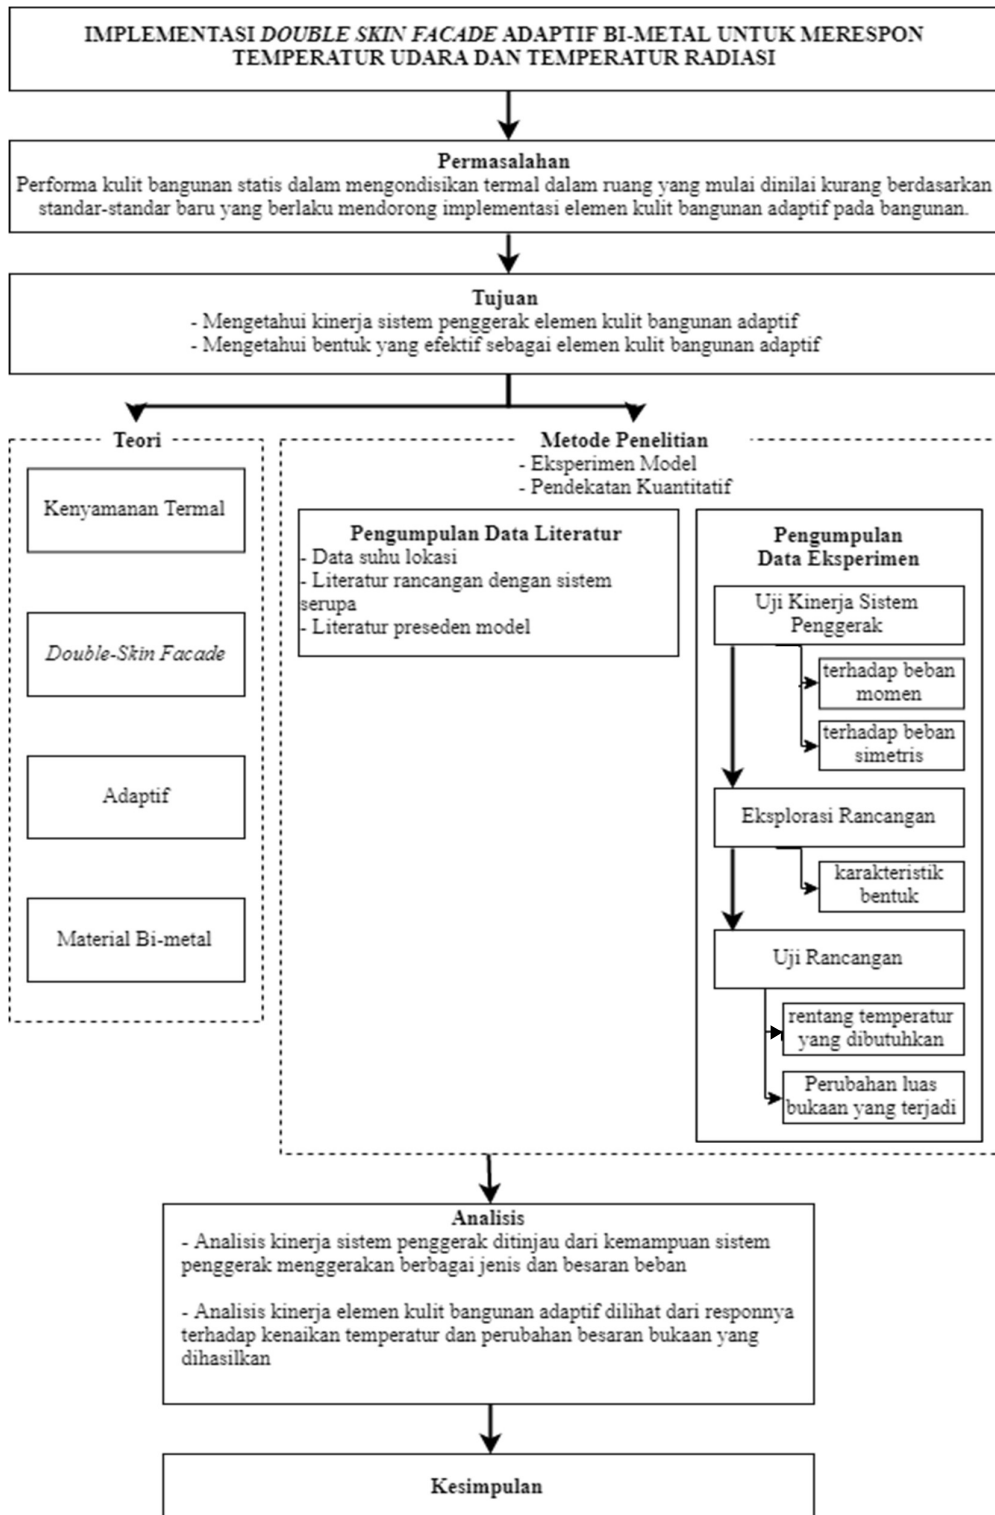 IMPLEMENTASI DOUBLE SKIN FACADE ADAPTIF BI-METAL UNTUK MERESPON
TEMPERATUR UDARA DAN TEMPERATUR RADIASI
Permasalahan
Performa kulit bangunan statis dalam mengondisikan termal dalam ruang yang mulai dinilai kurang berdasarkan
standar-standar baru yang berlaku mendorong implementasi elemen kulit bangunan adaptif pada bangunan.
Tujuan
- Mengetahui kinerja sistem penggerak elemen kulit bangunan adaptif
- Mengetahui bentuk yang efektif sebagai elemen kulit bangunan adaptif
Teori
Kenyamanan Termal
Double-Skin Facade
Adaptif
Material Bi-metal
Metode Penelitian
- Eksperimen Model
- Pendekatan Kuantitatif
Pengumpulan Data Literatur
- Data suhu lokasi
- Literatur rancangan dengan sistem
serupa
- Literatur preseden model
Pengumpulan
Data Eksperimen
Uji Kinerja Sistem
Penggerak
terhadap beban
momen
terhadap beban
simetris
Eksplorasi Rancangan
karakteristik
bentuk
Uji Rancangan
rentang temperatur
yang dibutuhkan
Perubahan luas
bukaan yang terjadi
Analisis
- Analisis kinerja sistem penggerak ditinjau dari kemampuan sistem
penggerak menggerakan berbagai jenis dan besaran beban
- Analisis kinerja elemen kulit bangunan adaptif dilihat dari responnya
terhadap kenaikan temperatur dan perubahan besaran bukaan yang
dihasilkan
Kesimpulan